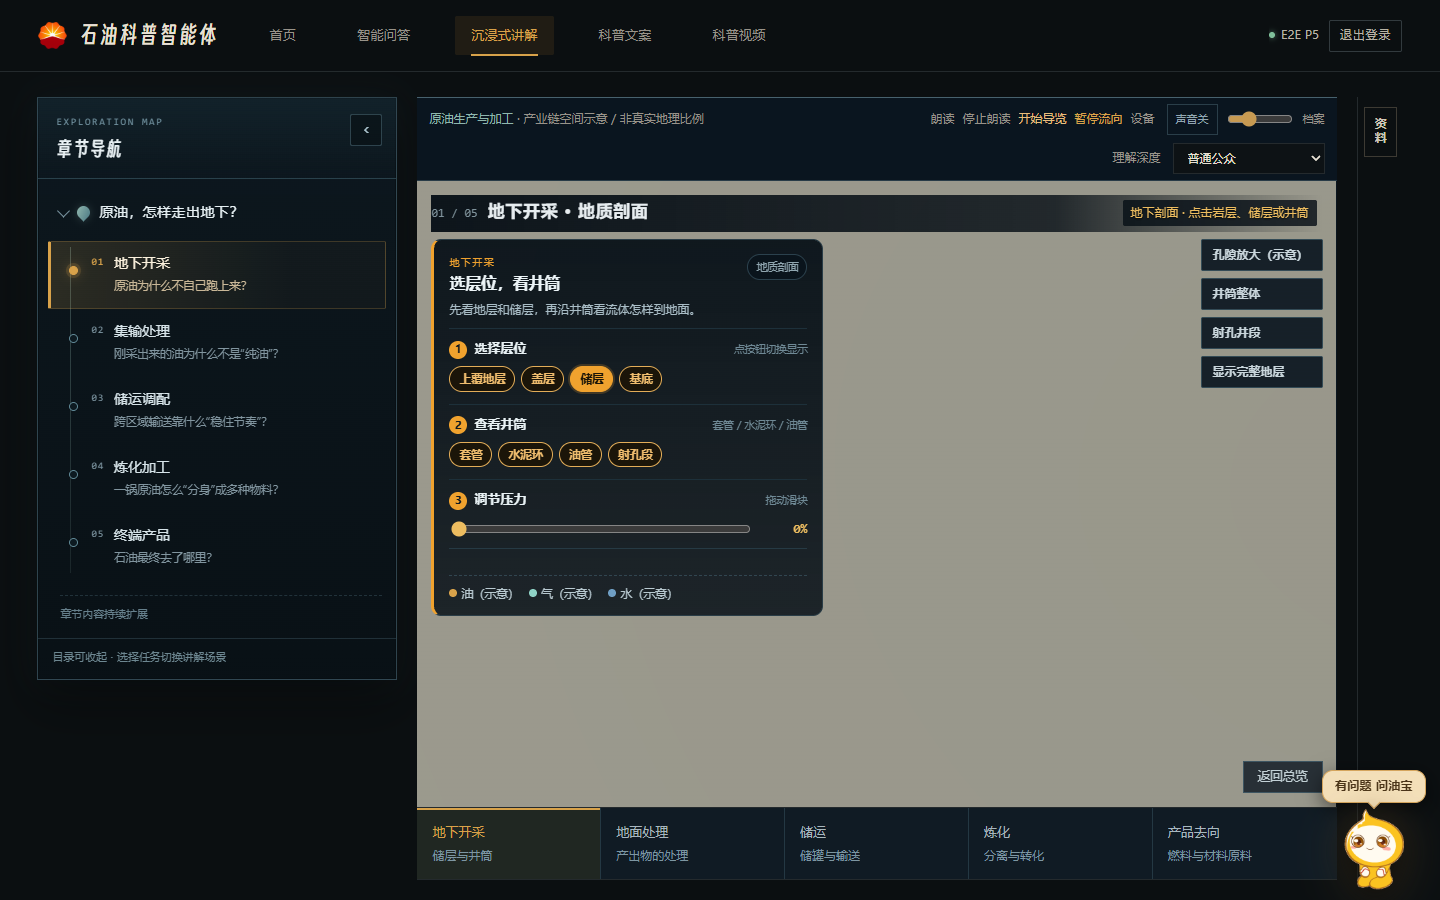 石油科普智能体
首页
智能问答
沉浸式讲解
科普文案
科普视频
E2E P5
退出登录
EXPLORATION MAP
章节导航
原油，怎样走出地下？
01 地下开采
原油为什么不自己跑上来？
02 集输处理
刚采出来的油为什么不是“纯油”？
03 储运调配
跨区域输送靠什么“稳住节奏”？
04 炼化加工
一锅原油怎么“分身”成多种物料？
05 终端产品
石油最终去了哪里？
章节内容持续扩展
目录可收起 · 选择任务切换讲解场景
原油生产与加工 · 产业链空间示意 / 非真实地理比例
朗读 停止朗读 开始导览 暂停流向 设备 声音关 档案
理解深度 普通公众
资料
01 / 05 地下开采 • 地质剖面
地下剖面 · 点击岩层、储层或井筒
地下开采
选层位，看井筒
地质剖面
先看地层和储层，再沿井筒看流体怎样到地面。
1 选择层位 点按钮切换显示
上覆地层 盖层 储层 基底
2 查看井筒 套管 / 水泥环 / 油管
套管 水泥环 油管 射孔段
3 调节压力 拖动滑块
0%
油（示意） 气（示意） 水（示意）
孔隙放大（示意）
井筒整体
射孔井段
显示完整地层
返回总览
有问题 问油宝
地下开采
储层与井筒
地面处理
产出物的处理
储运
储罐与输送
炼化
分离与转化
产品去向
燃料与材料原料